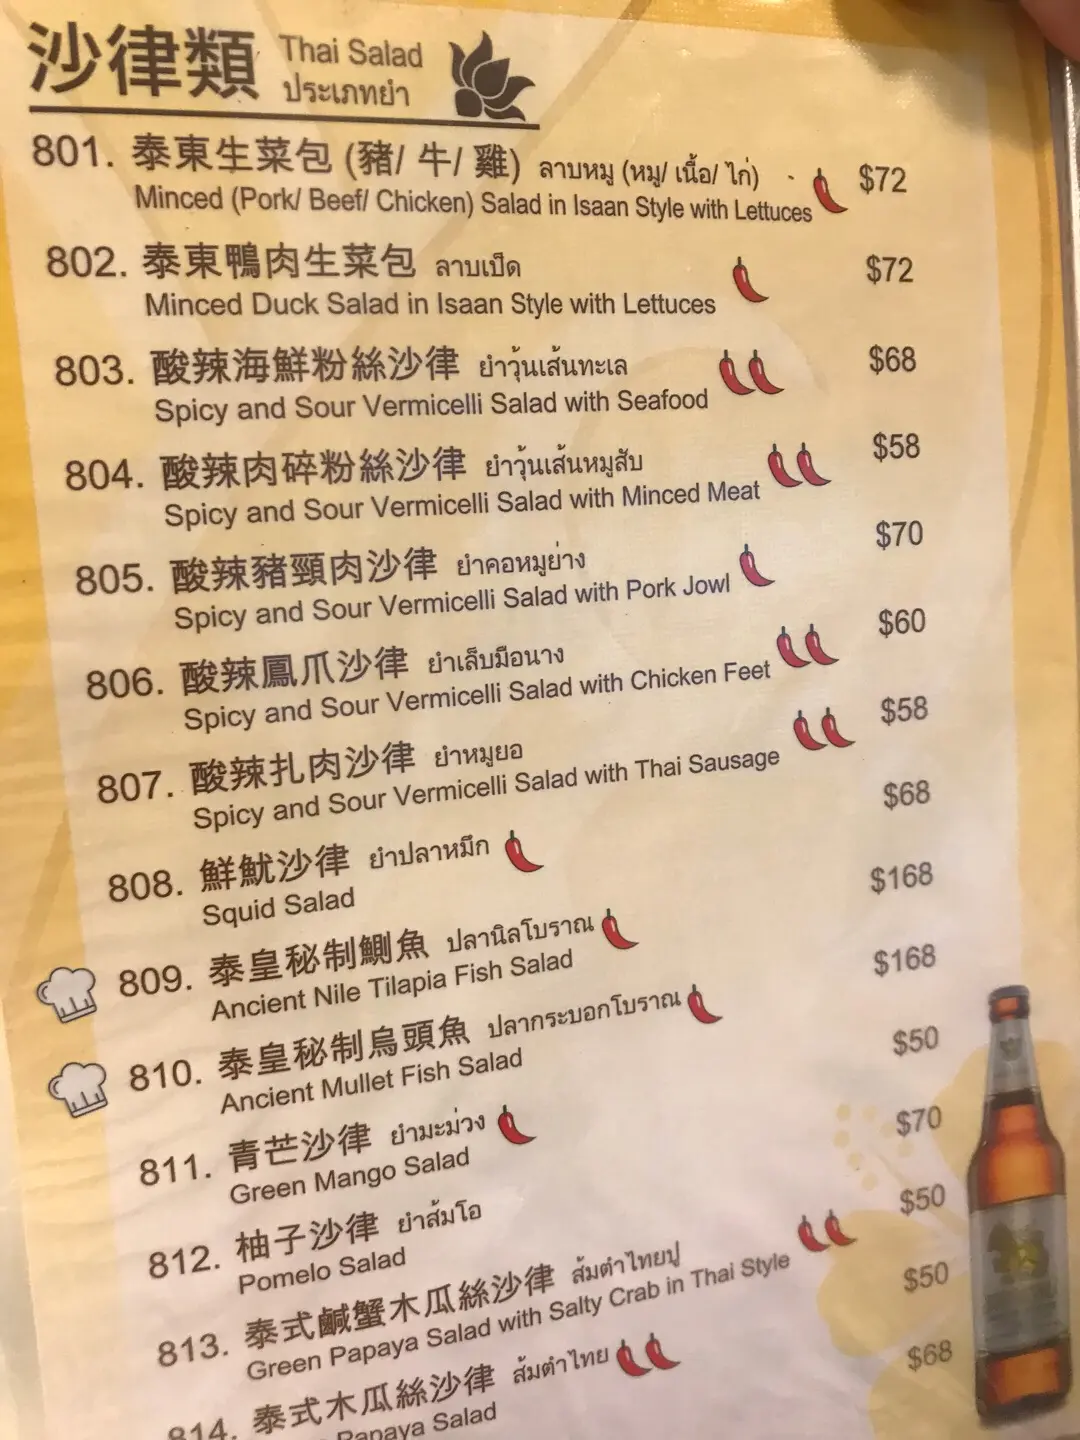 沙律類 Thai Salad
ประเภทยำ
801. 泰東生菜包 (豬/ 牛/ 雞) ลาบหมู (หมู/ เนื้อ/ ไก่) $72
Minced (Pork/ Beef/ Chicken) Salad in Isaan Style with Lettuces
802. 泰東鴨肉生菜包 ลาบเป็ด $72
Minced Duck Salad in Isaan Style with Lettuces
803. 酸辣海鮮粉絲沙律 ยำวุ้นเส้นทะเล $68
Spicy and Sour Vermicelli Salad with Seafood
804. 酸辣肉碎粉絲沙律 ยำวุ้นเส้นหมูสับ $58
Spicy and Sour Vermicelli Salad with Minced Meat
805. 酸辣豬頸肉沙律 ยำคอหมูย่าง $70
Spicy and Sour Vermicelli Salad with Pork Jowl
806. 酸辣鳳爪沙律 ยำเล็บมือนาง $60
Spicy and Sour Vermicelli Salad with Chicken Feet
807. 酸辣扎肉沙律 ยำหมูยอ $58
Spicy and Sour Vermicelli Salad with Thai Sausage
808. 鮮魷沙律 ยำปลาหมึก $68
Squid Salad
809. 泰皇秘制鰂魚 ปลานิลโบราณ $168
Ancient Nile Tilapia Fish Salad
810. 泰皇秘制烏頭魚 ปลากระบอกโบราณ $168
Ancient Mullet Fish Salad
811. 青芒沙律 ยำมะม่วง $50
Green Mango Salad
812. 柚子沙律 ยำส้มโอ $70
Pomelo Salad
813. 泰式鹹蟹木瓜絲沙律 ส้มตำไทยปู $50
Green Papaya Salad with Salty Crab in Thai Style
814. 泰式木瓜絲沙律 ส้มตำไทย $50
Papaya Salad
$68